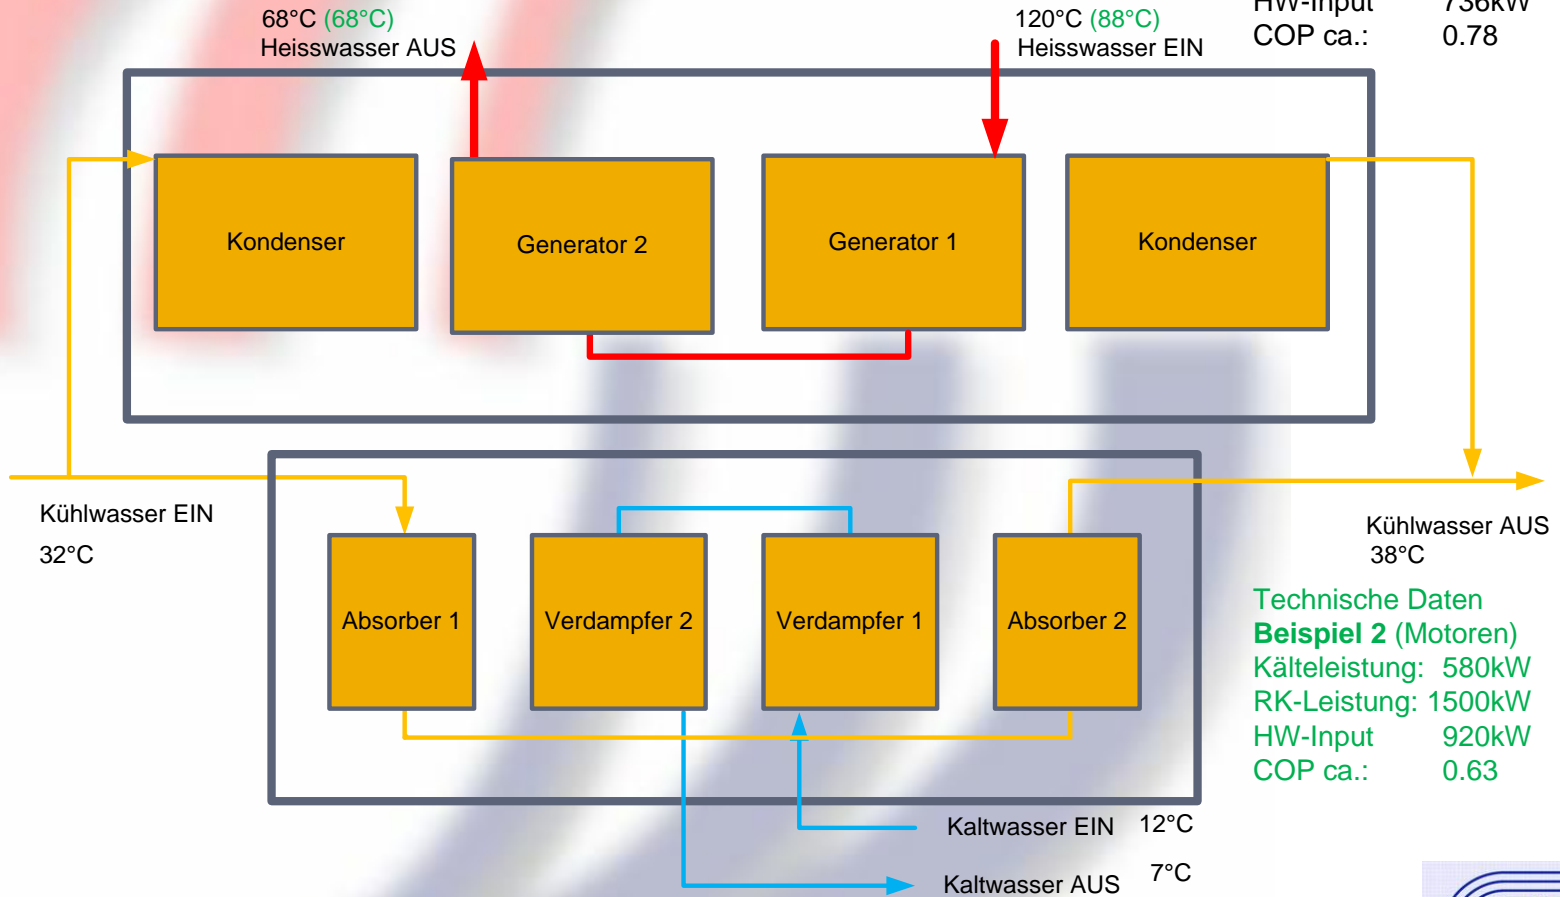 68°C (68°C)
Heisswasser AUS
120°C (88°C)
Heisswasser EIN
HW-Input 736kW
COP ca.: 0.78
Kondenser
Generator 2
Generator 1
Kondenser
Kühlwasser EIN
32°C
Kühlwasser AUS
38°C
Absorber 1
Verdampfer 2
Verdampfer 1
Absorber 2
Technische Daten
Beispiel 2 (Motoren)
Kälteleistung: 580kW
RK-Leistung: 1500kW
HW-Input 920kW
COP ca.: 0.63
Kaltwasser EIN 12°C
Kaltwasser AUS 7°C